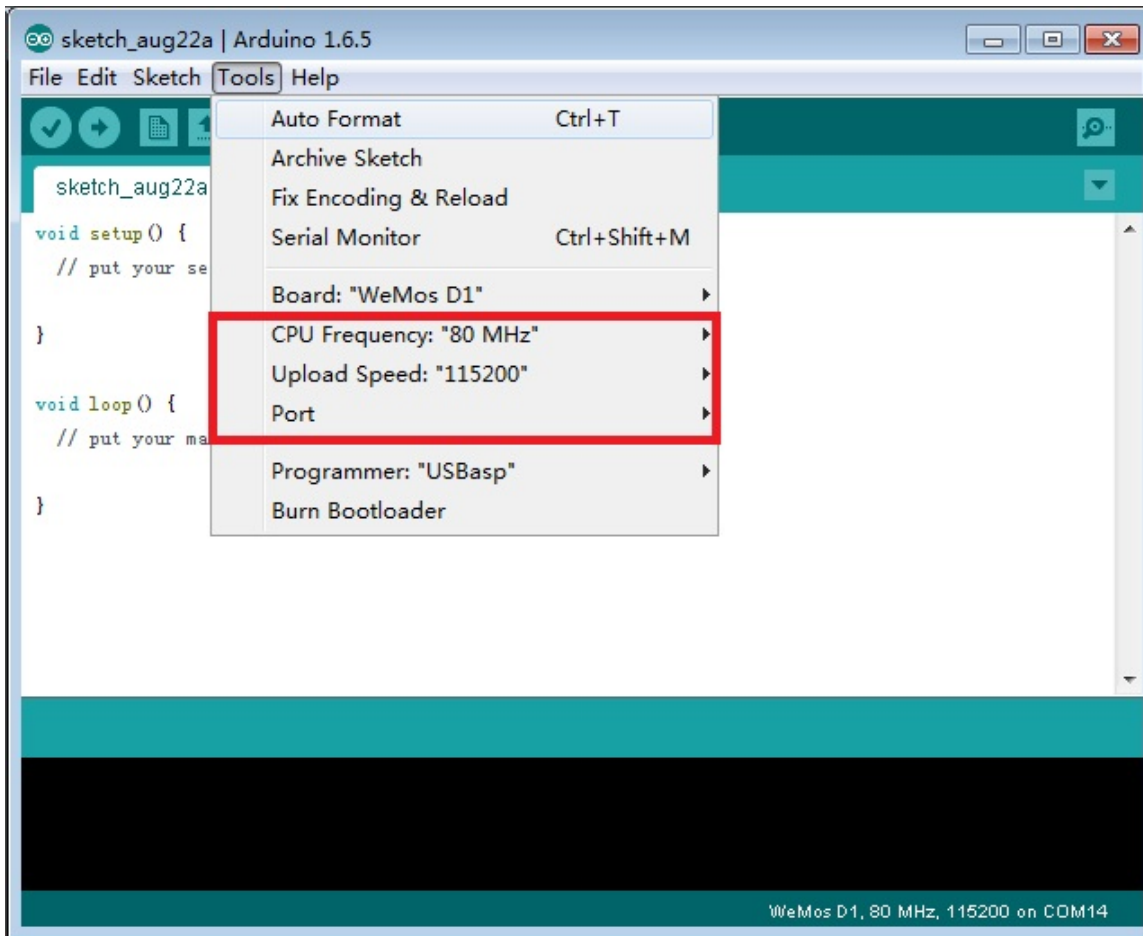 sketch_aug22a | Arduino 1.6.5
File Edit Sketch Tools Help
Auto Format Ctrl+T
Archive Sketch
Fix Encoding & Reload
Serial Monitor Ctrl+Shift+M
Board: "WeMos D1"
CPU Frequency: "80 MHz"
Upload Speed: "115200"
Port
Programmer: "USBasp"
Burn Bootloader
sketch_aug22a
void setup() {
// put your se
}
void loop() {
// put your ma
}
WeMos D1, 80 MHz, 115200 on COM14